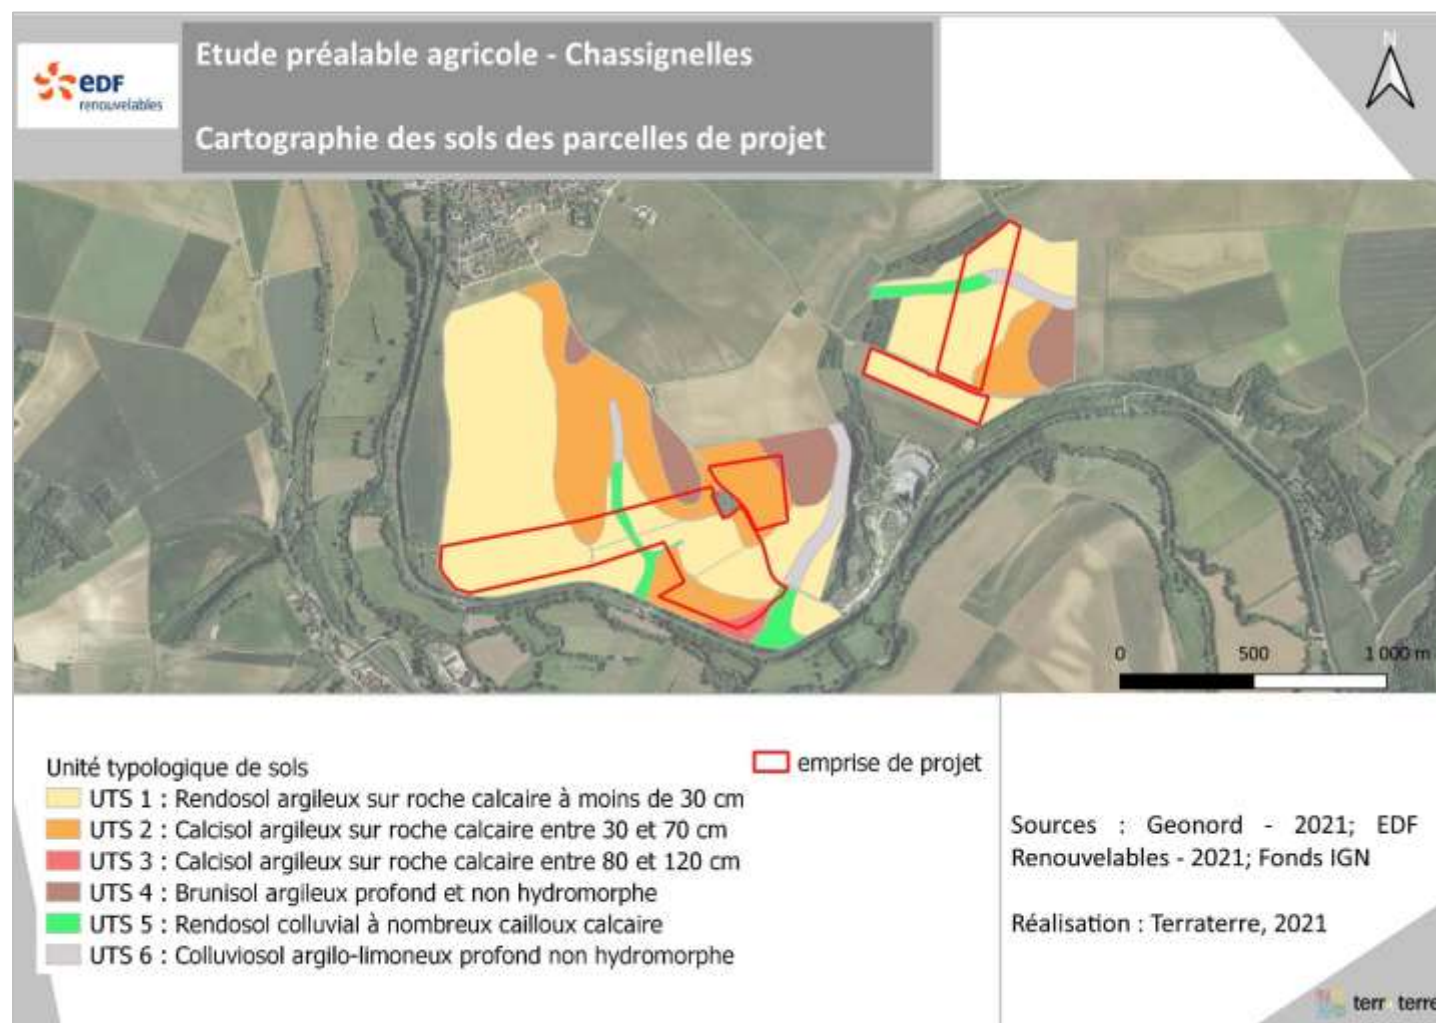 eDF
renouvelables
Etude préalable agricole - Chassignelles
Cartographie des sols des parcelles de projet
N
0 500 1 000 m
Unité typologique de sols
UTS 1 : Rendosol argileux sur roche calcaire à moins de 30 cm
UTS 2 : Calcisol argileux sur roche calcaire entre 30 et 70 cm
UTS 3 : Calcisol argileux sur roche calcaire entre 80 et 120 cm
UTS 4 : Brunisol argileux profond et non hydromorphe
UTS 5 : Rendosol colluvial à nombreux cailloux calcaire
UTS 6 : Colluviosol argilo-limoneux profond non hydromorphe
emprise de projet
Sources : Geonord - 2021; EDF
Renouvelables - 2021; Fonds IGN
Réalisation : Terraterre, 2021
terr terre